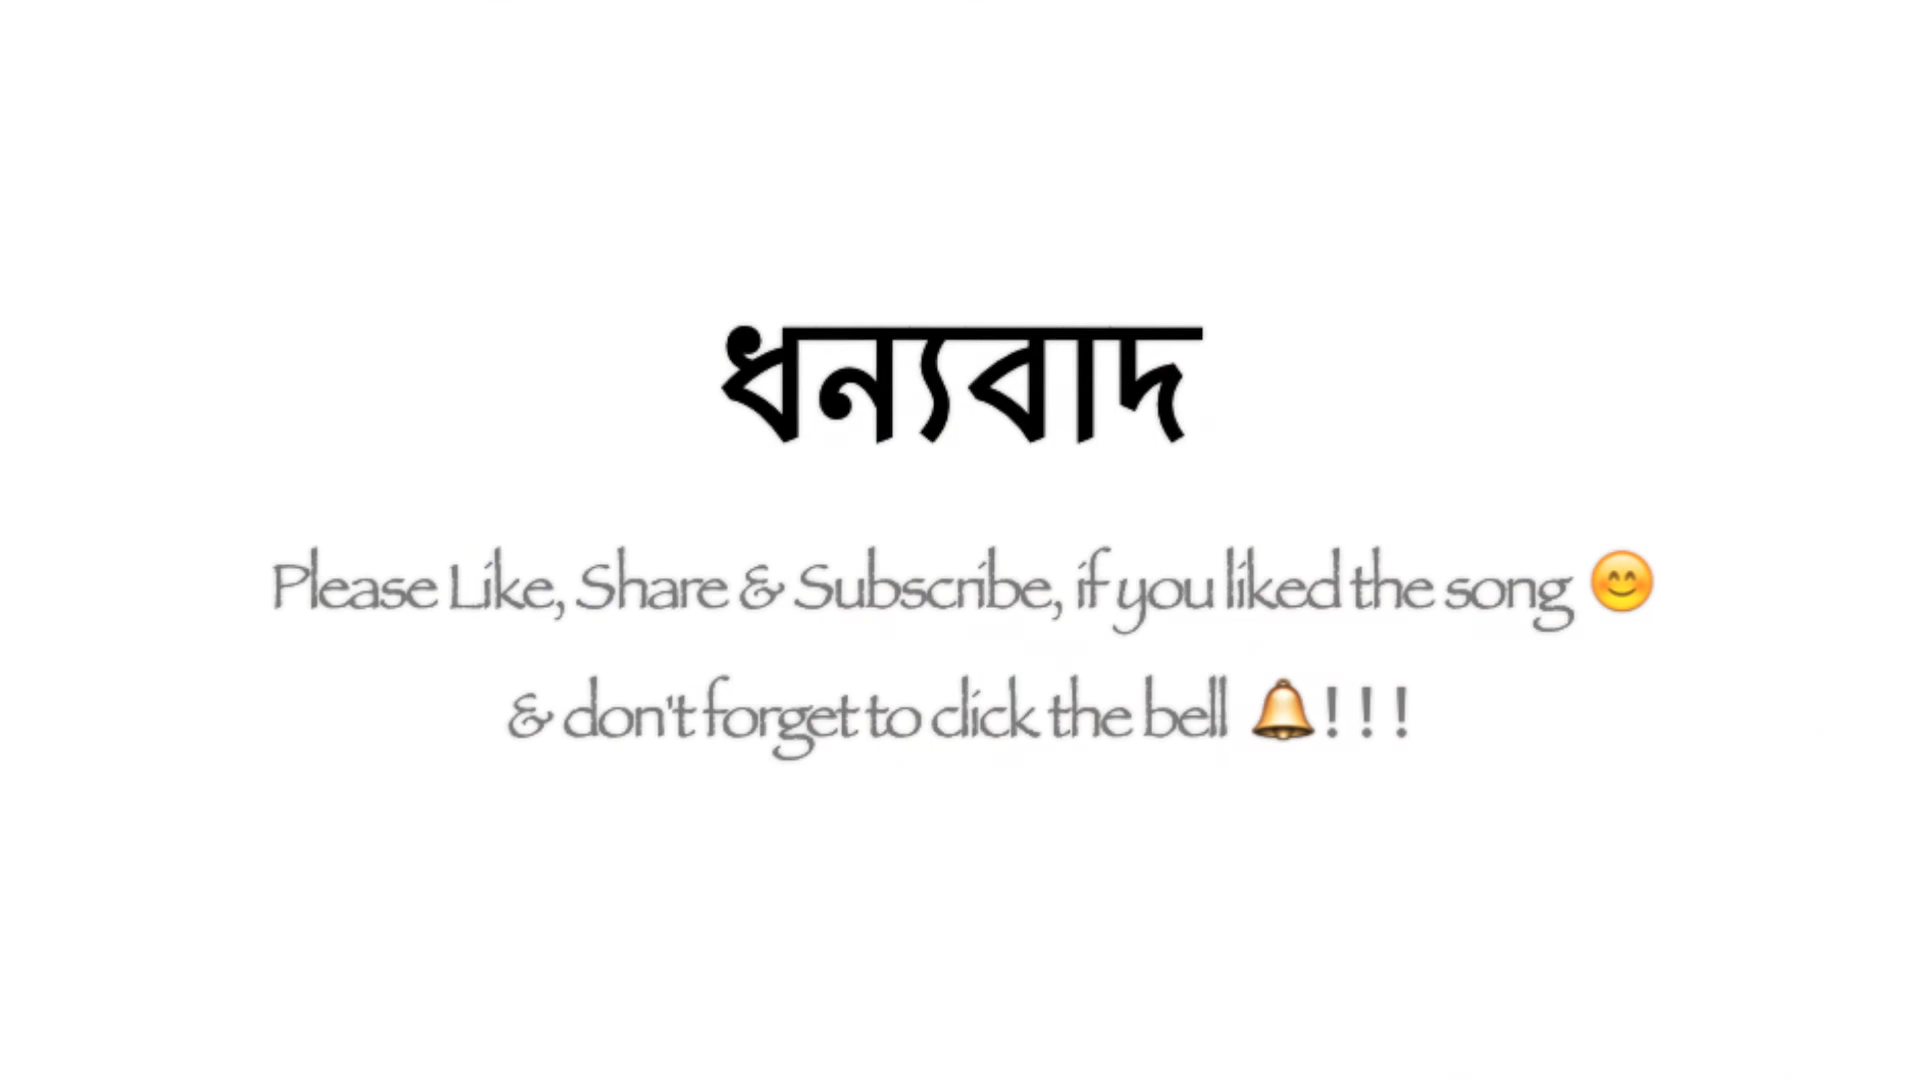 ধন্যবাদ
Please Like, Share & Subscribe, if you liked the song 😊
& don't forget to click the bell 🔔! ! !